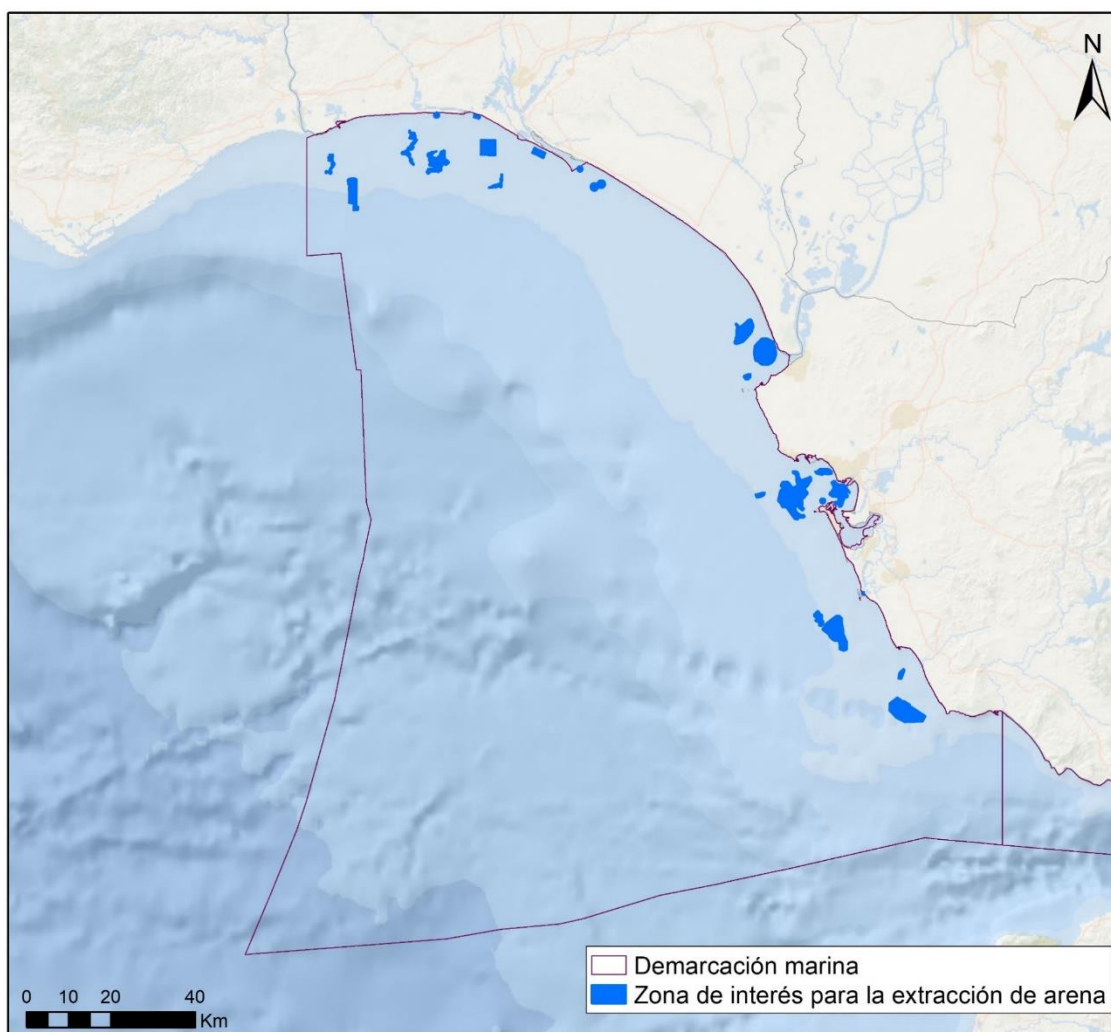 N
Demarcación marina
Zona de interés para la extracción de arena
0 10 20 40
Km